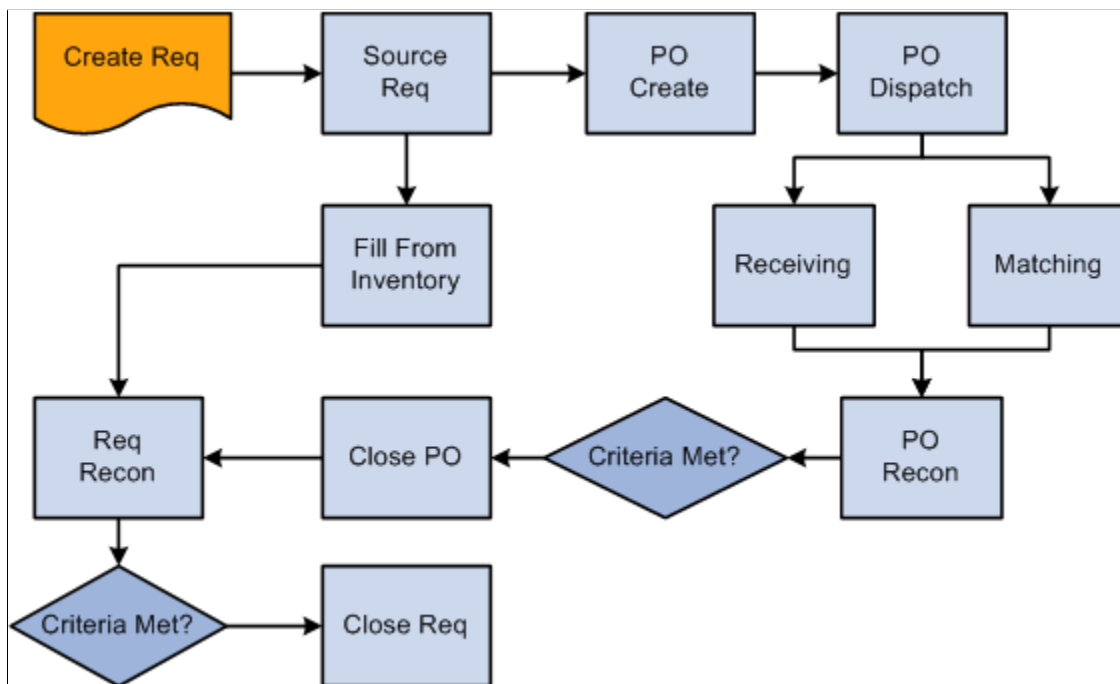 Create Req
Source
Req
PO
Create
PO
Dispatch
Fill From
Inventory
Receiving
Matching
Req
Recon
Close PO
Criteria Met?
PO
Recon
Criteria Met?
Close Req